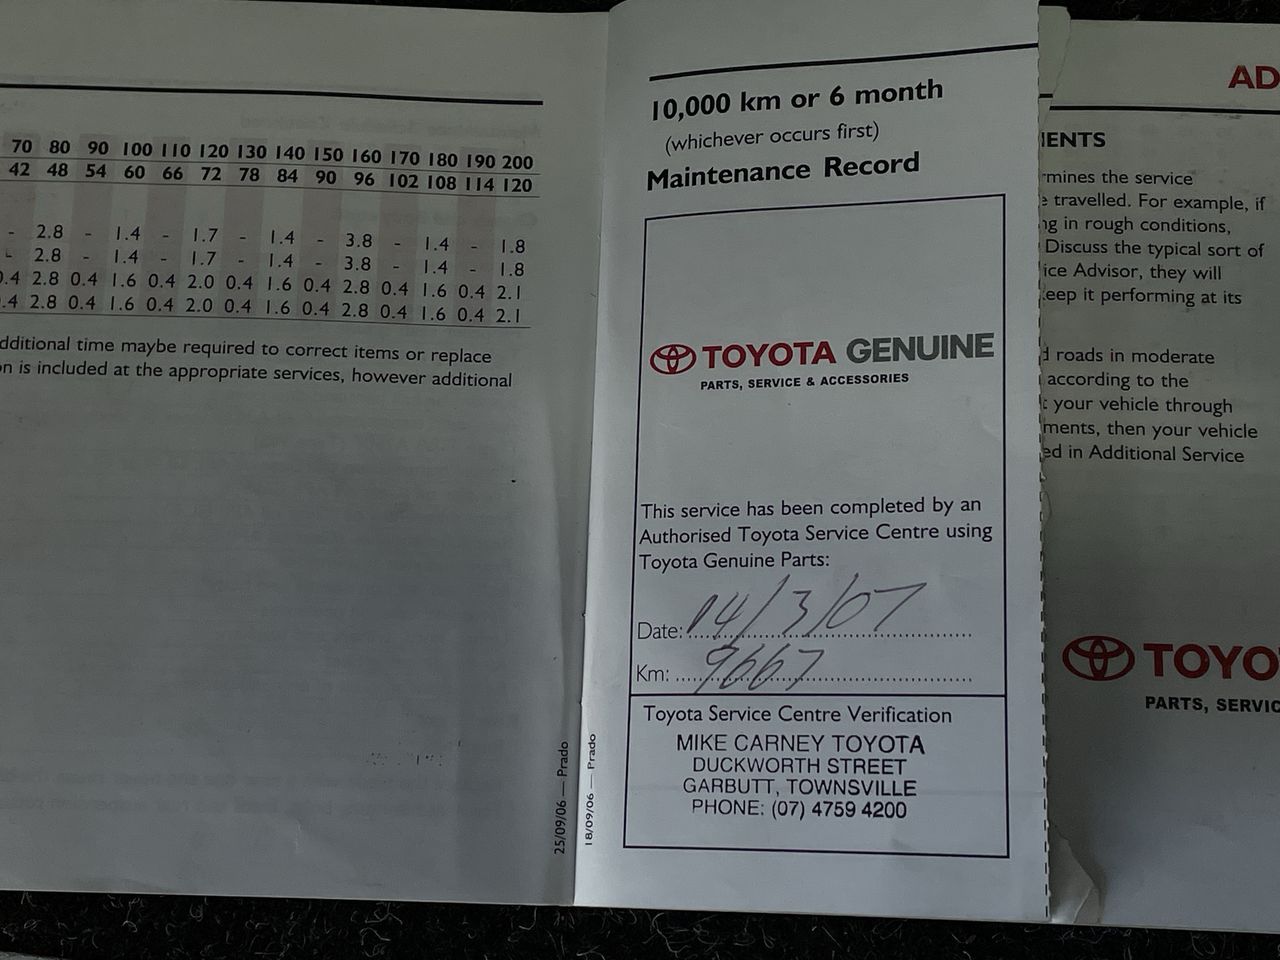 70 80 90 100 110 120 130 140 150 160 170 180 190 200
42 48 54 60 66 72 78 84 90 96 102 108 114 120
- 2.8 - 1.4 - 1.7 - 1.4 - 3.8 - 1.4 - 1.8
- 2.8 - 1.4 - 1.7 - 1.4 - 3.8 - 1.4 - 1.8
0.4 2.8 0.4 1.6 0.4 2.0 0.4 1.6 0.4 2.8 0.4 1.6 0.4 2.1
.4 2.8 0.4 1.6 0.4 2.0 0.4 1.6 0.4 2.8 0.4 1.6 0.4 2.1
dditional time maybe required to correct items or replace
n is included at the appropriate services, however additional
25/09/06 — Prado
18/09/06 — Prado
10,000 km or 6 month
(whichever occurs first)
Maintenance Record
TOYOTA GENUINE
PARTS, SERVICE & ACCESSORIES
This service has been completed by an
Authorised Toyota Service Centre using
Toyota Genuine Parts:
Date: 14/3/07
Km: 9667
Toyota Service Centre Verification
MIKE CARNEY TOYOTA
DUCKWORTH STREET
GARBUTT, TOWNSVILLE
PHONE: (07) 4759 4200
AD
ENTS
rmines the service
e travelled. For example, if
ng in rough conditions,
Discuss the typical sort of
ice Advisor, they will
keep it performing at its
d roads in moderate
according to the
t your vehicle through
ments, then your vehicle
ed in Additional Service
TOYO
PARTS, SERVIC